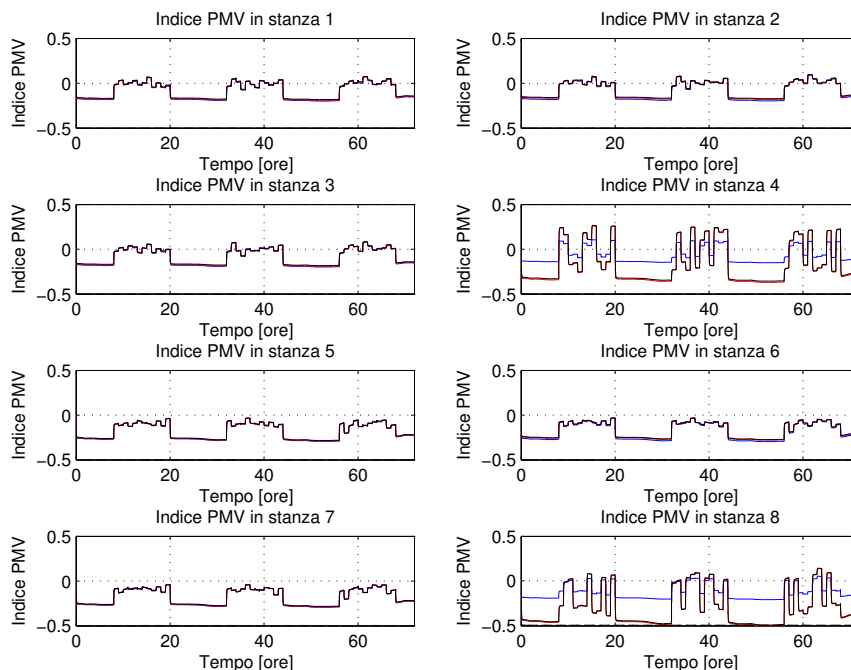 Indice PMV in stanza 1
Indice PMV
0.5
0
−0.5
0
20
40
60
Tempo [ore]
Indice PMV in stanza 2
Indice PMV
0.5
0
−0.5
0
20
40
60
Tempo [ore]
Indice PMV in stanza 3
Indice PMV
0.5
0
−0.5
0
20
40
60
Tempo [ore]
Indice PMV in stanza 4
Indice PMV
0.5
0
−0.5
0
20
40
60
Tempo [ore]
Indice PMV in stanza 5
Indice PMV
0.5
0
−0.5
0
20
40
60
Tempo [ore]
Indice PMV in stanza 6
Indice PMV
0.5
0
−0.5
0
20
40
60
Tempo [ore]
Indice PMV in stanza 7
Indice PMV
0.5
0
−0.5
0
20
40
60
Tempo [ore]
Indice PMV in stanza 8
Indice PMV
0.5
0
−0.5
0
20
40
60
Tempo [ore]